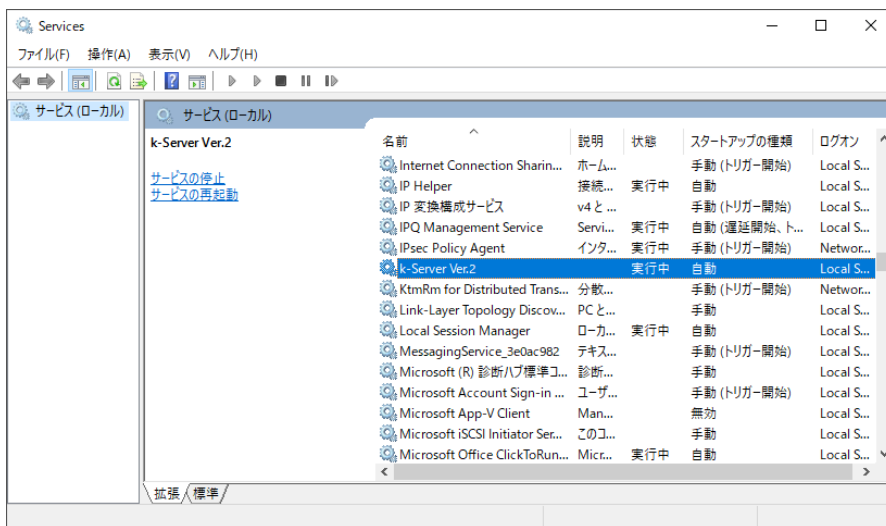 Services
ファイル(F) 操作(A) 表示(V) ヘルプ(H)
サービス (ローカル)
サービス (ローカル)
k-Server Ver.2
サービスの停止
サービスの再起動
名前 説明 状態 スタートアップの種類 ログオン
Internet Connection Sharin... ホーム... 手動 (トリガー開始) Local S...
IP Helper 接続... 実行中 自動 Local S...
IP 変換構成サービス v4 と ... 手動 (トリガー開始) Local S...
IPQ Management Service Servi... 実行中 自動 (遅延開始、ト... Local S...
IPsec Policy Agent インタ... 実行中 手動 (トリガー開始) Networ...
k-Server Ver.2 実行中 自動 Local S...
KtmRm for Distributed Trans... 分散... 手動 (トリガー開始) Networ...
Link-Layer Topology Discov... PC と... 手動 Local S...
Local Session Manager ローカ... 実行中 自動 Local S...
MessagingService_3e0ac982 テキス... 手動 (トリガー開始) Local S...
Microsoft (R) 診断ハブ標準コ... 診断... 手動 Local S...
Microsoft Account Sign-in ... ユーザ... 手動 (トリガー開始) Local S...
Microsoft App-V Client Man... 無効 Local S...
Microsoft iSCSI Initiator Ser... このコ... 手動 Local S...
Microsoft Office ClickToRun... Micr... 実行中 自動 Local S...
拡張 標準